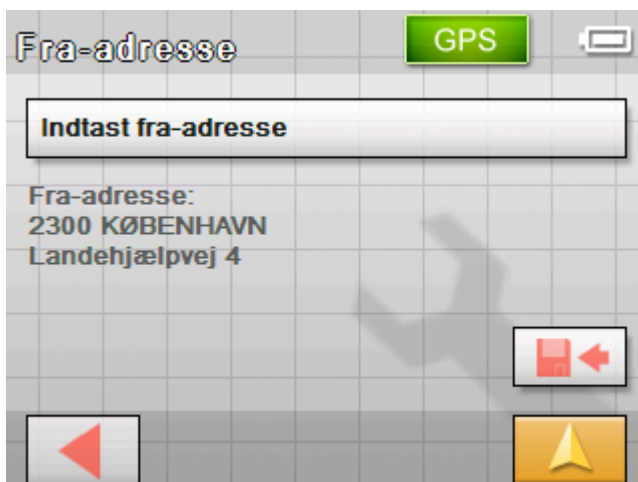 Fra-adresse
GPS
Indtast fra-adresse
Fra-adresse:
2300 KØBENHAVN
Landehjælpvej 4